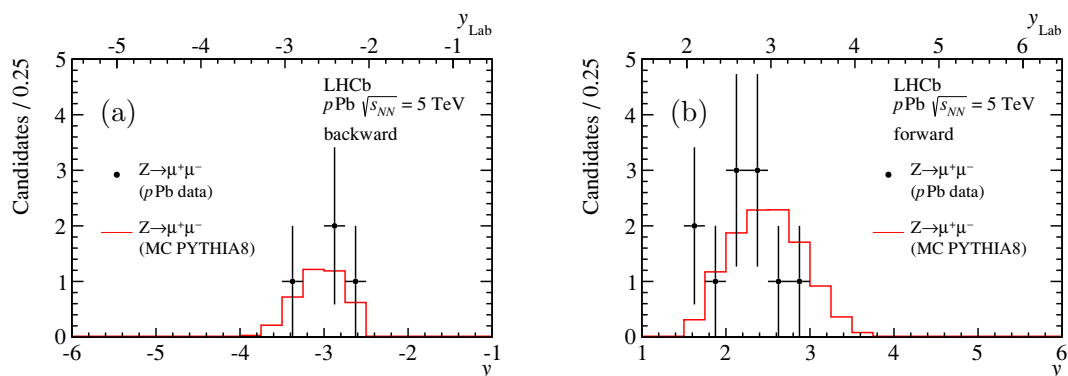 y_Lab
-5 -4 -3 -2 -1
Candidates / 0.25
5
4
3
2
1
0
(a)
LHCb
pPb √s_NN = 5 TeV
backward
Z→μ⁺μ⁻
(pPb data)
Z→μ⁺μ⁻
(MC PYTHIA8)
-6 -5 -4 -3 -2 -1
y
y_Lab
2 3 4 5 6
Candidates / 0.25
5
4
3
2
1
0
(b)
LHCb
pPb √s_NN = 5 TeV
forward
Z→μ⁺μ⁻
(pPb data)
Z→μ⁺μ⁻
(MC PYTHIA8)
1 2 3 4 5 6
y